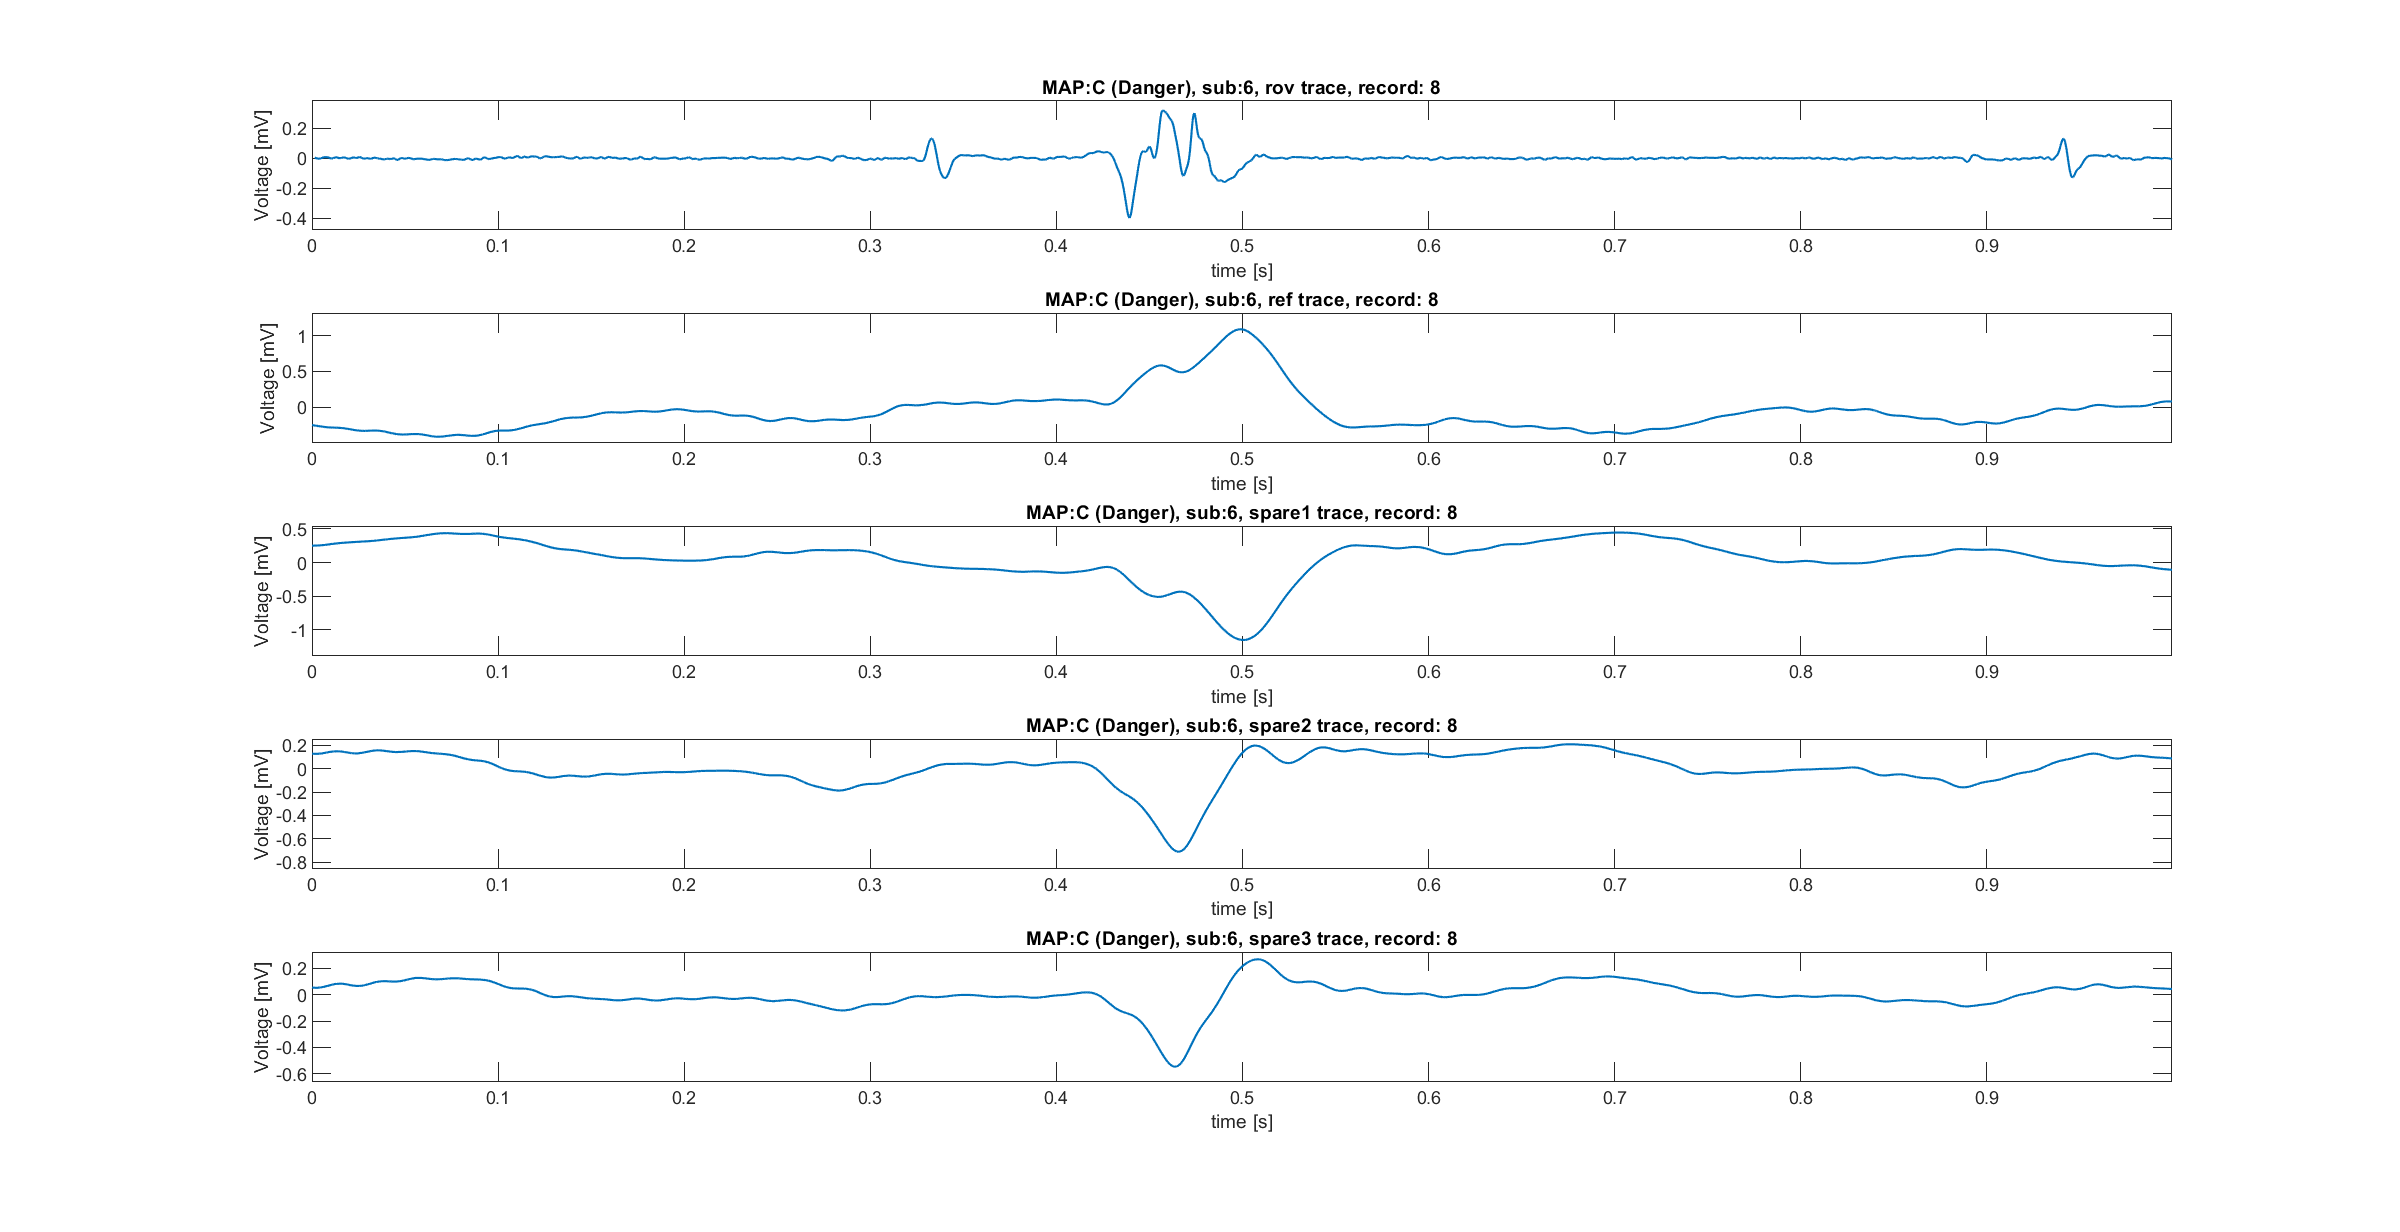 MAP:C (Danger), sub:6, rov trace, record: 8
Voltage [mV]
0.2
0
-0.2
-0.4
0 0.1 0.2 0.3 0.4 0.5 0.6 0.7 0.8 0.9
time [s]
MAP:C (Danger), sub:6, ref trace, record: 8
Voltage [mV]
1
0.5
0
0 0.1 0.2 0.3 0.4 0.5 0.6 0.7 0.8 0.9
time [s]
MAP:C (Danger), sub:6, spare1 trace, record: 8
Voltage [mV]
0.5
0
-0.5
-1
0 0.1 0.2 0.3 0.4 0.5 0.6 0.7 0.8 0.9
time [s]
MAP:C (Danger), sub:6, spare2 trace, record: 8
Voltage [mV]
0.2
0
-0.2
-0.4
-0.6
-0.8
0 0.1 0.2 0.3 0.4 0.5 0.6 0.7 0.8 0.9
time [s]
MAP:C (Danger), sub:6, spare3 trace, record: 8
Voltage [mV]
0.2
0
-0.2
-0.4
-0.6
0 0.1 0.2 0.3 0.4 0.5 0.6 0.7 0.8 0.9
time [s]